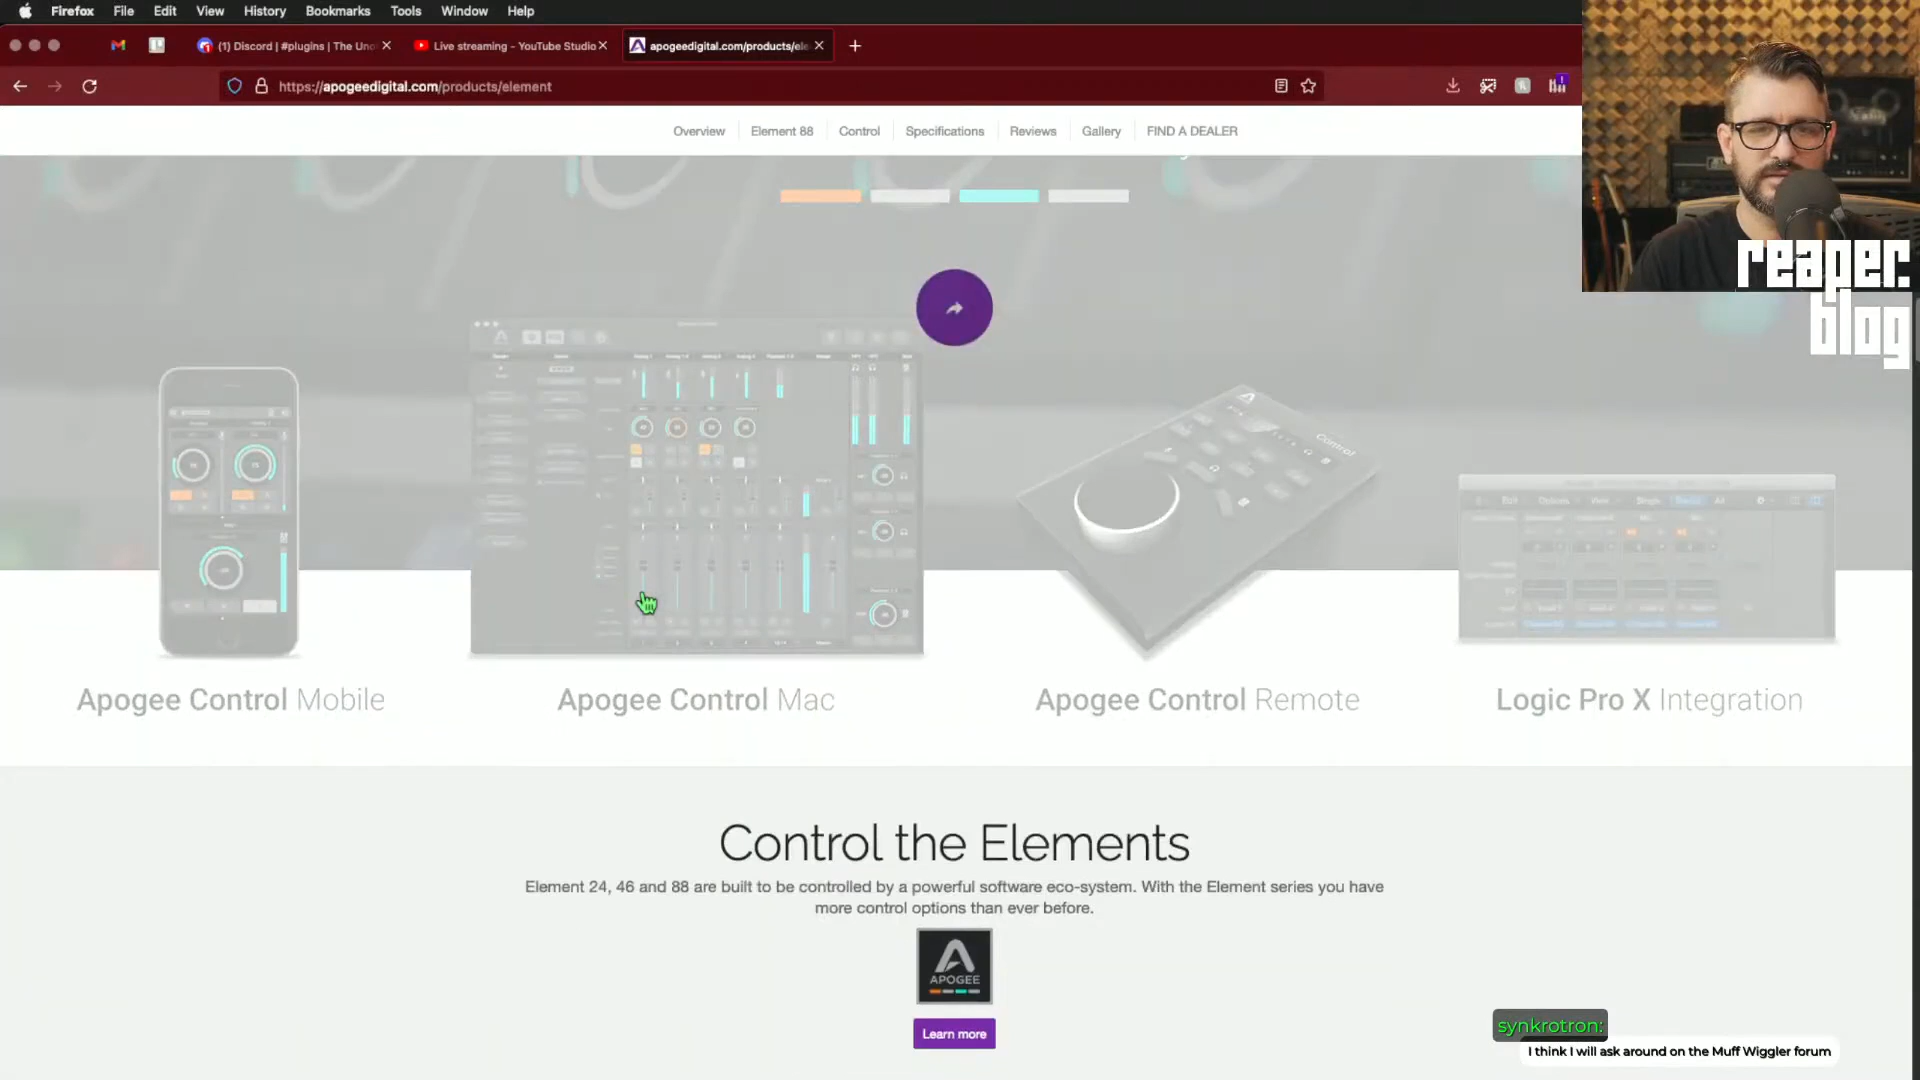 Firefox File Edit View History Bookmarks Tools Window Help
(1) Discord | #plugins | The Uno
Live streaming - YouTube Studio
apogeedigital.com/products/ele
https://apogeedigital.com/products/element
Overview Element 88 Control Specifications Reviews Gallery FIND A DEALER
reaper.
blog
Control
Edit
Apogee Control Mobile
Apogee Control Mac
Apogee Control Remote
Logic Pro X Integration
Control the Elements
Element 24, 46 and 88 are built to be controlled by a powerful software eco-system. With the Element series you have
more control options than ever before.
APOGEE
Learn more
synkrotron:
I think I will ask around on the Muff Wiggler forum